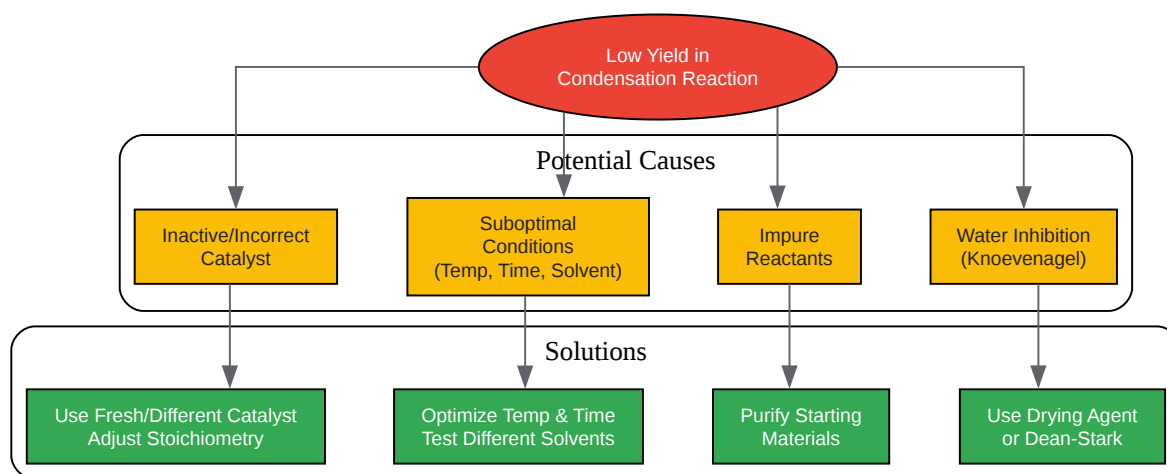 Low Yield in
Condensation Reaction
Potential Causes
Inactive/Incorrect
Catalyst
Suboptimal
Conditions
(Temp, Time, Solvent)
Impure
Reactants
Water Inhibition
(Knoevenagel)
Solutions
Use Fresh/Different Catalyst
Adjust Stoichiometry
Optimize Temp & Time
Test Different Solvents
Purify Starting
Materials
Use Drying Agent
or Dean-Stark